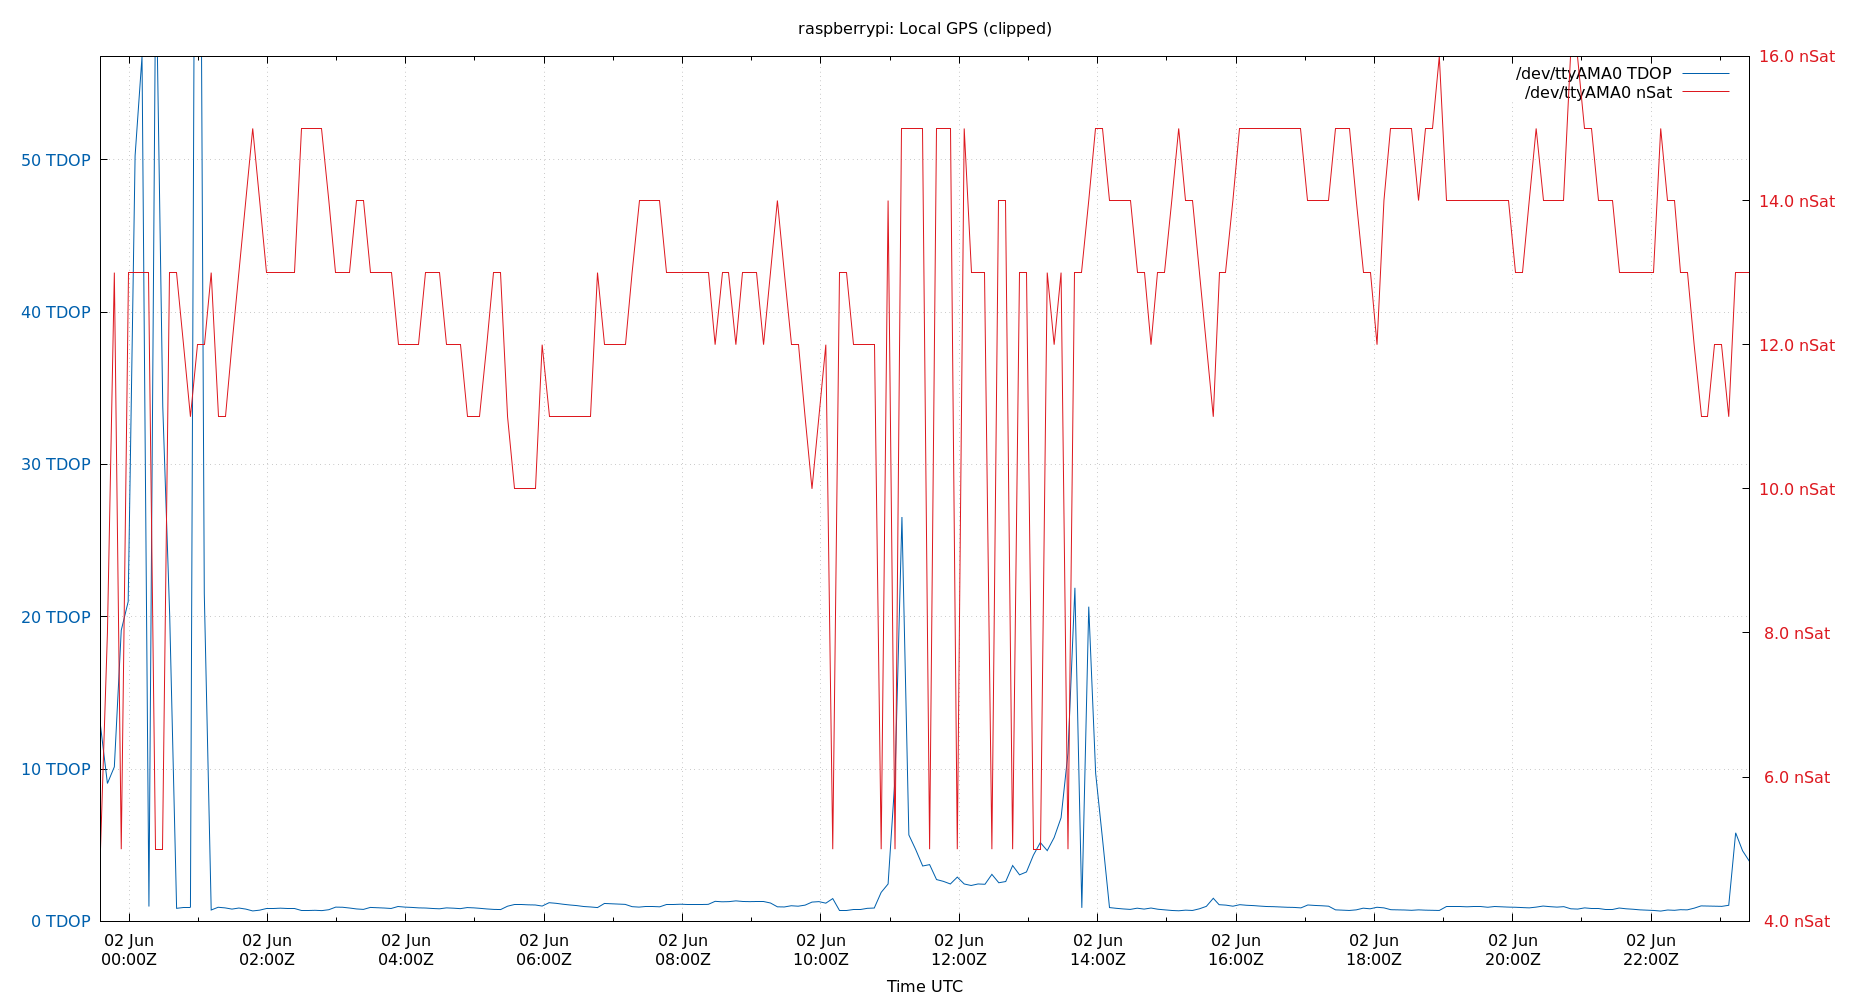 raspberrypi: Local GPS (clipped)
16.0 nSat
/dev/ttyAMA0 TDOP
/dev/ttyAMA0 nSat
50 TDOP
14.0 nSat
40 TDOP
12.0 nSat
30 TDOP
10.0 nSat
20 TDOP
8.0 nSat
10 TDOP
6.0 nSat
0 TDOP
4.0 nSat
02 Jun 02 Jun 02 Jun 02 Jun 02 Jun 02 Jun 02 Jun 02 Jun 02 Jun 02 Jun 02 Jun 02 Jun
00:00Z 02:00Z 04:00Z 06:00Z 08:00Z 10:00Z 12:00Z 14:00Z 16:00Z 18:00Z 20:00Z 22:00Z
Time UTC